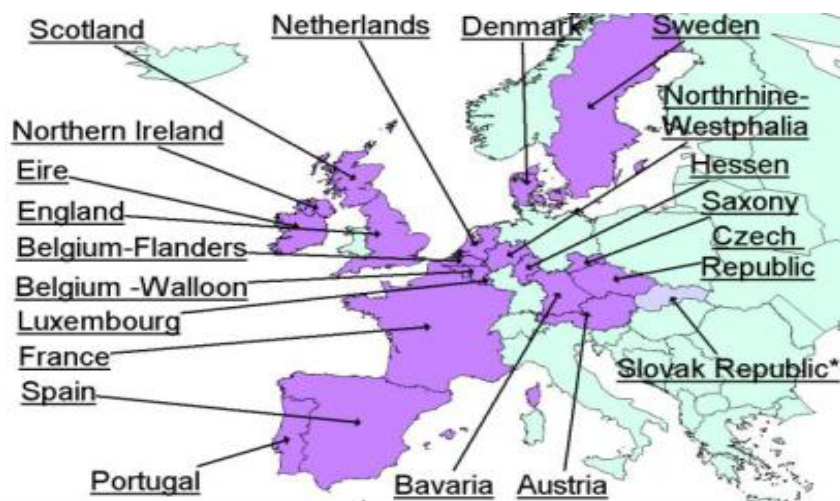 Scotland
Netherlands
Denmark
Sweden
Northrhine-
Westphalia
Northern Ireland
Hessen
Eire
Saxony
England
Czech
Republic
Belgium-Flanders
Belgium -Walloon
Luxembourg
France
Slovak Republic*
Spain
Portugal
Bavaria
Austria